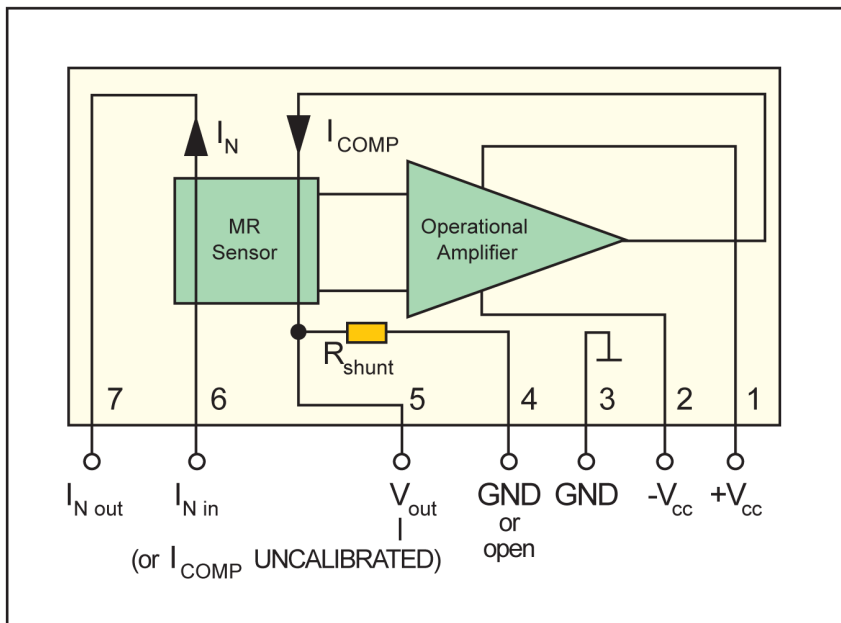 I_N
I_COMP
MR
Sensor
Operational
Amplifier
R_shunt
7 6 5 4 3 2 1
I_N out I_N in V_out GND GND -V_cc +V_cc
I or
(or I_COMP UNCALIBRATED) open